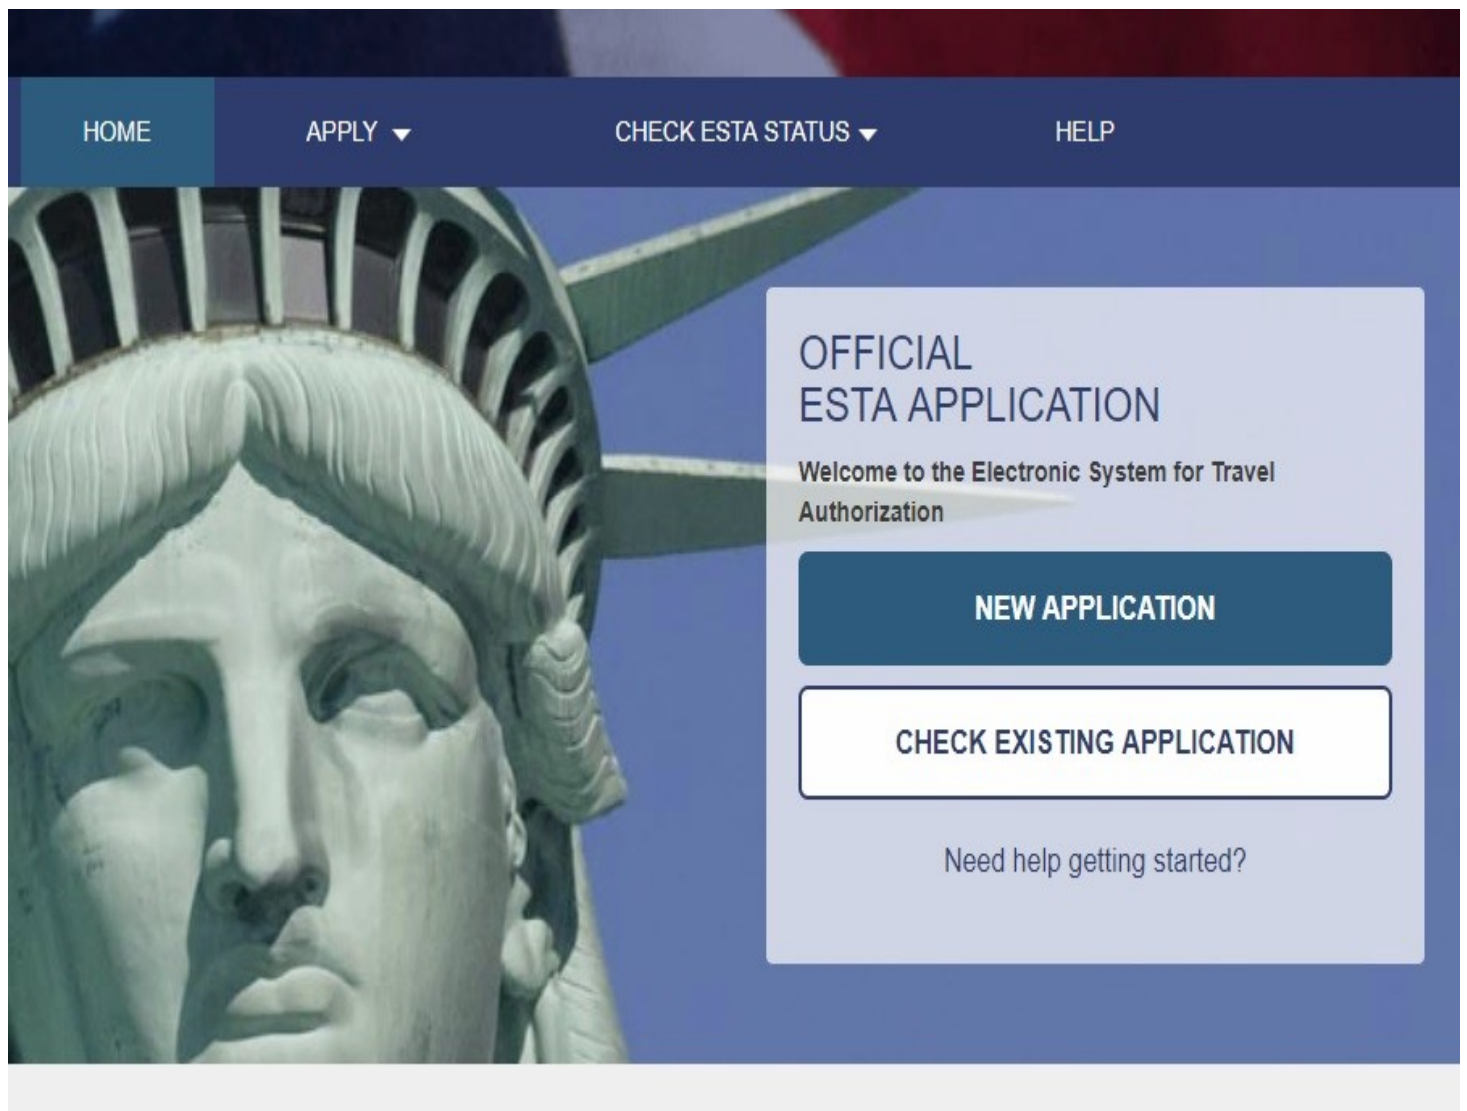 HOME
APPLY
CHECK ESTA STATUS
HELP
OFFICIAL
ESTA APPLICATION
Welcome to the Electronic System for Travel
Authorization
NEW APPLICATION
CHECK EXISTING APPLICATION
Need help getting started?